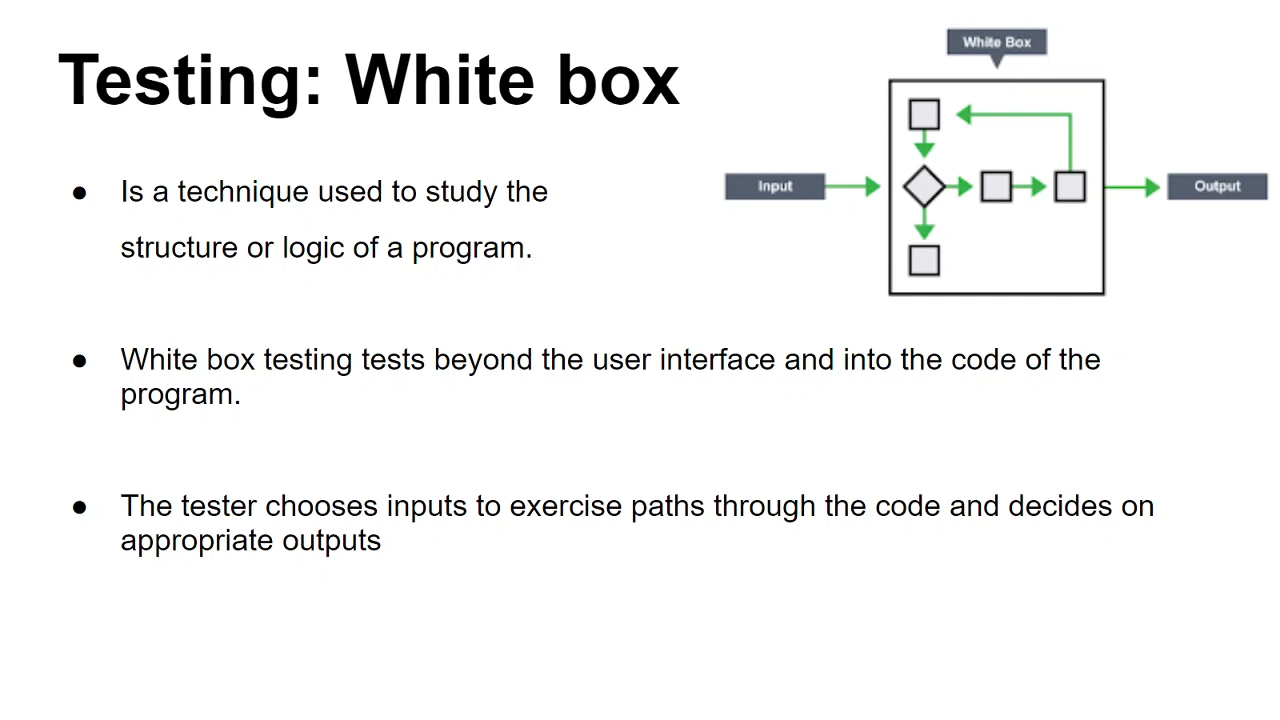 Testing: White box
White Box
Input
Output
● Is a technique used to study the
structure or logic of a program.
● White box testing tests beyond the user interface and into the code of the
program.
● The tester chooses inputs to exercise paths through the code and decides on
appropriate outputs